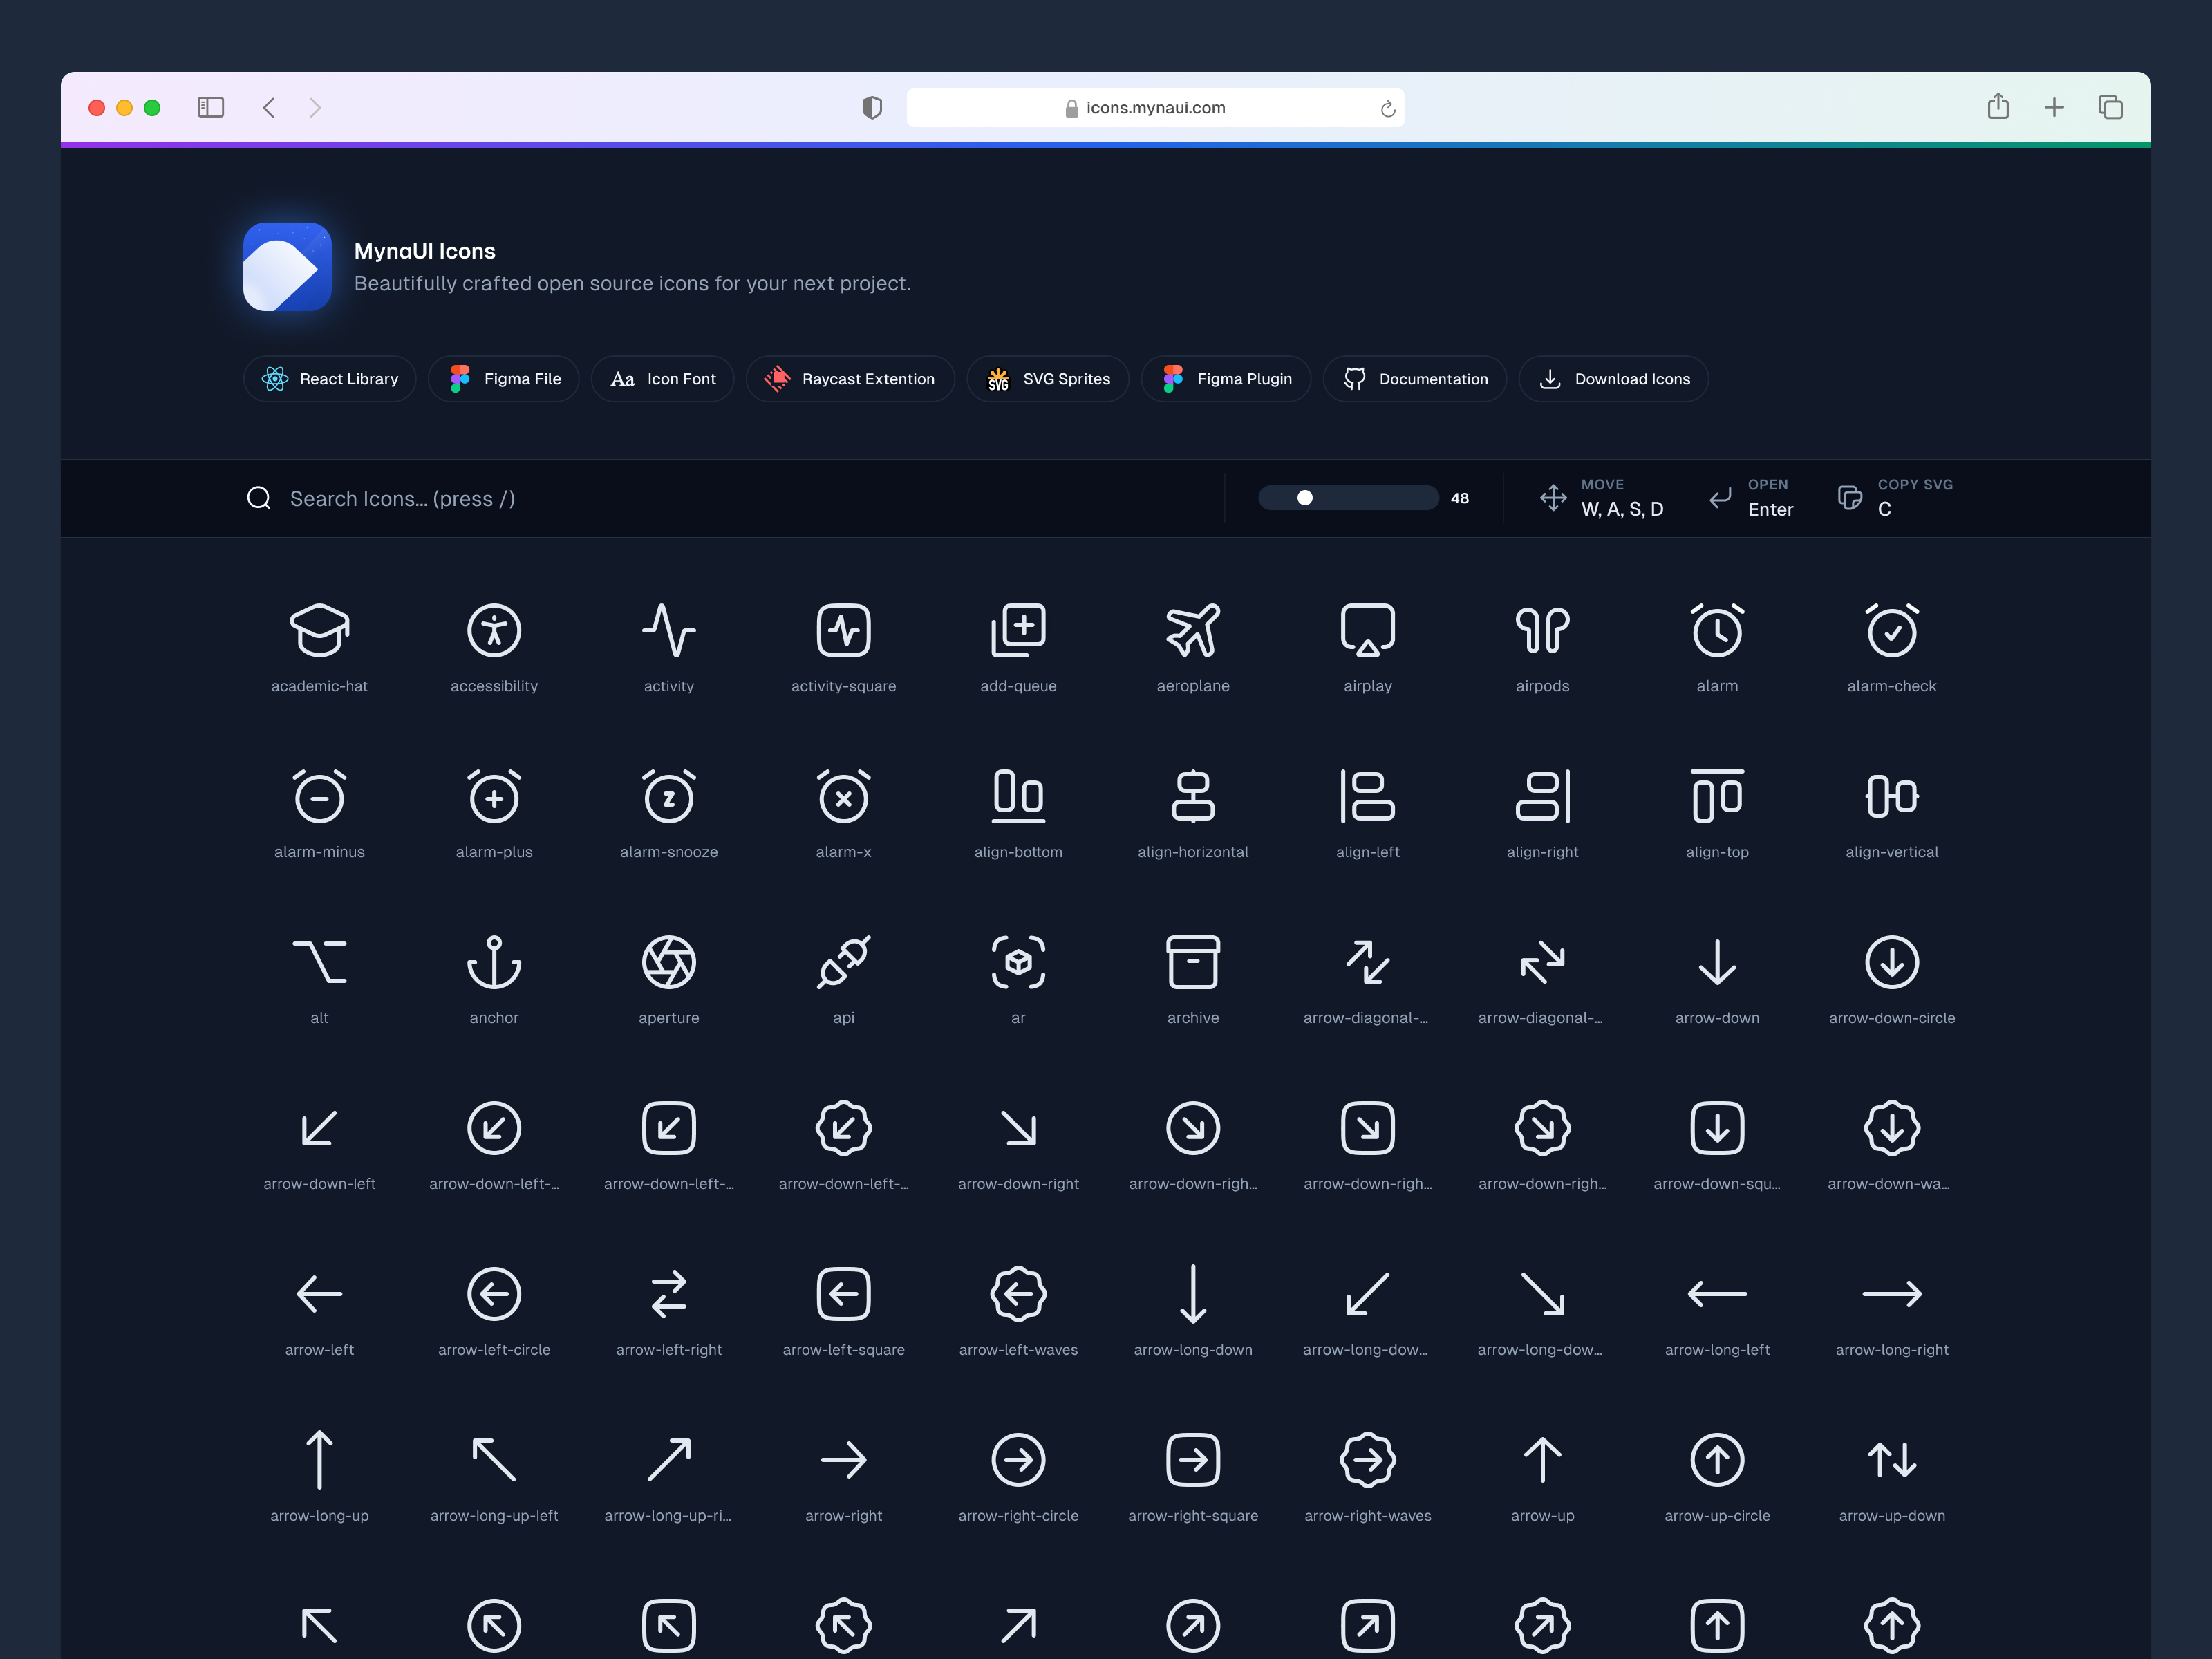 icons.mynaui.com
MynaUI Icons
Beautifully crafted open source icons for your next project.
React Library Figma File Aa Icon Font Raycast Extention SVG SVG Sprites Figma Plugin Documentation Download Icons
Search Icons... (press /) 48 MOVE W, A, S, D OPEN Enter COPY SVG C
academic-hat accessibility activity activity-square add-queue aeroplane airplay airpods alarm alarm-check
z
alarm-minus alarm-plus alarm-snooze alarm-x align-bottom align-horizontal align-left align-right align-top align-vertical
alt anchor aperture api ar archive arrow-diagonal-... arrow-diagonal-... arrow-down arrow-down-circle
arrow-down-left arrow-down-left-... arrow-down-left-... arrow-down-left-... arrow-down-right arrow-down-righ... arrow-down-righ... arrow-down-righ... arrow-down-squ... arrow-down-wa...
arrow-left arrow-left-circle arrow-left-right arrow-left-square arrow-left-waves arrow-long-down arrow-long-dow... arrow-long-dow... arrow-long-left arrow-long-right
arrow-long-up arrow-long-up-left arrow-long-up-ri... arrow-right arrow-right-circle arrow-right-square arrow-right-waves arrow-up arrow-up-circle arrow-up-down